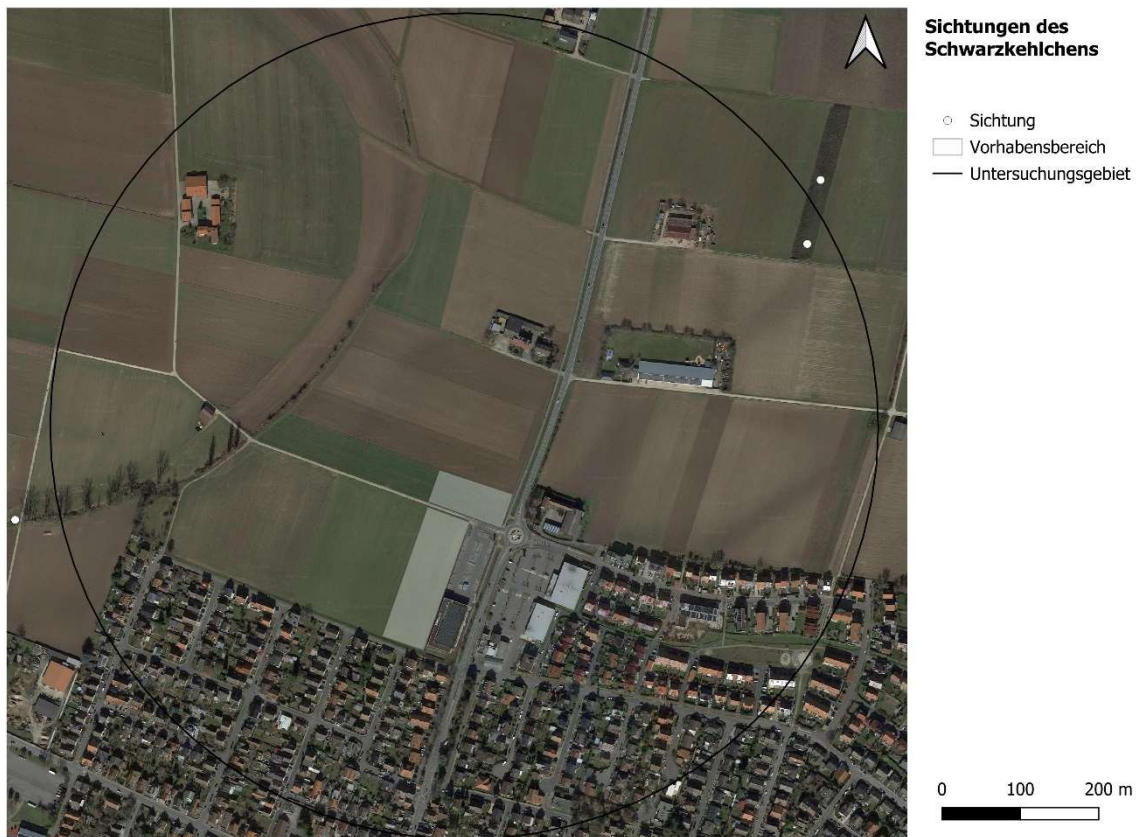 Sichtungen des
Schwarzkehlchens
Sichtung
Vorhabensbereich
Untersuchungsgebiet
0 100 200 m